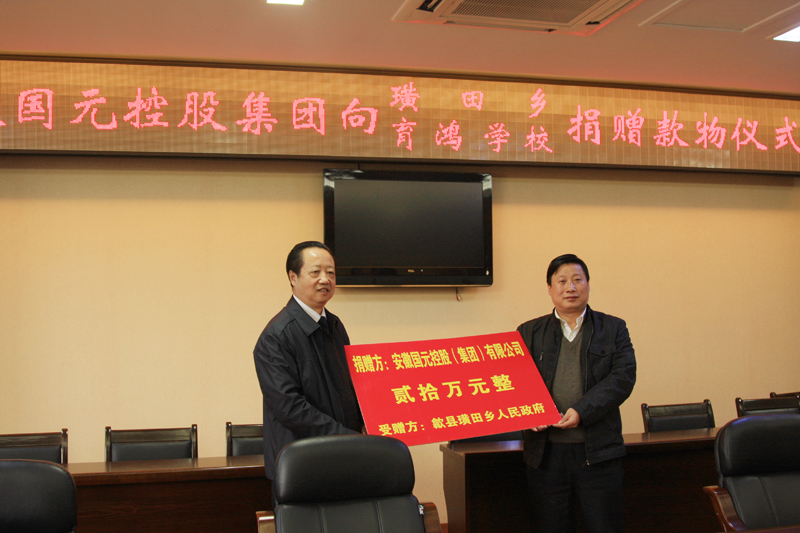 国元控股集团向璜田乡育鸿学校捐赠款物仪式
TCL
捐赠方：安徽国元控股（集团）有限公司
贰拾万元整
受赠方：歙县璜田乡人民政府